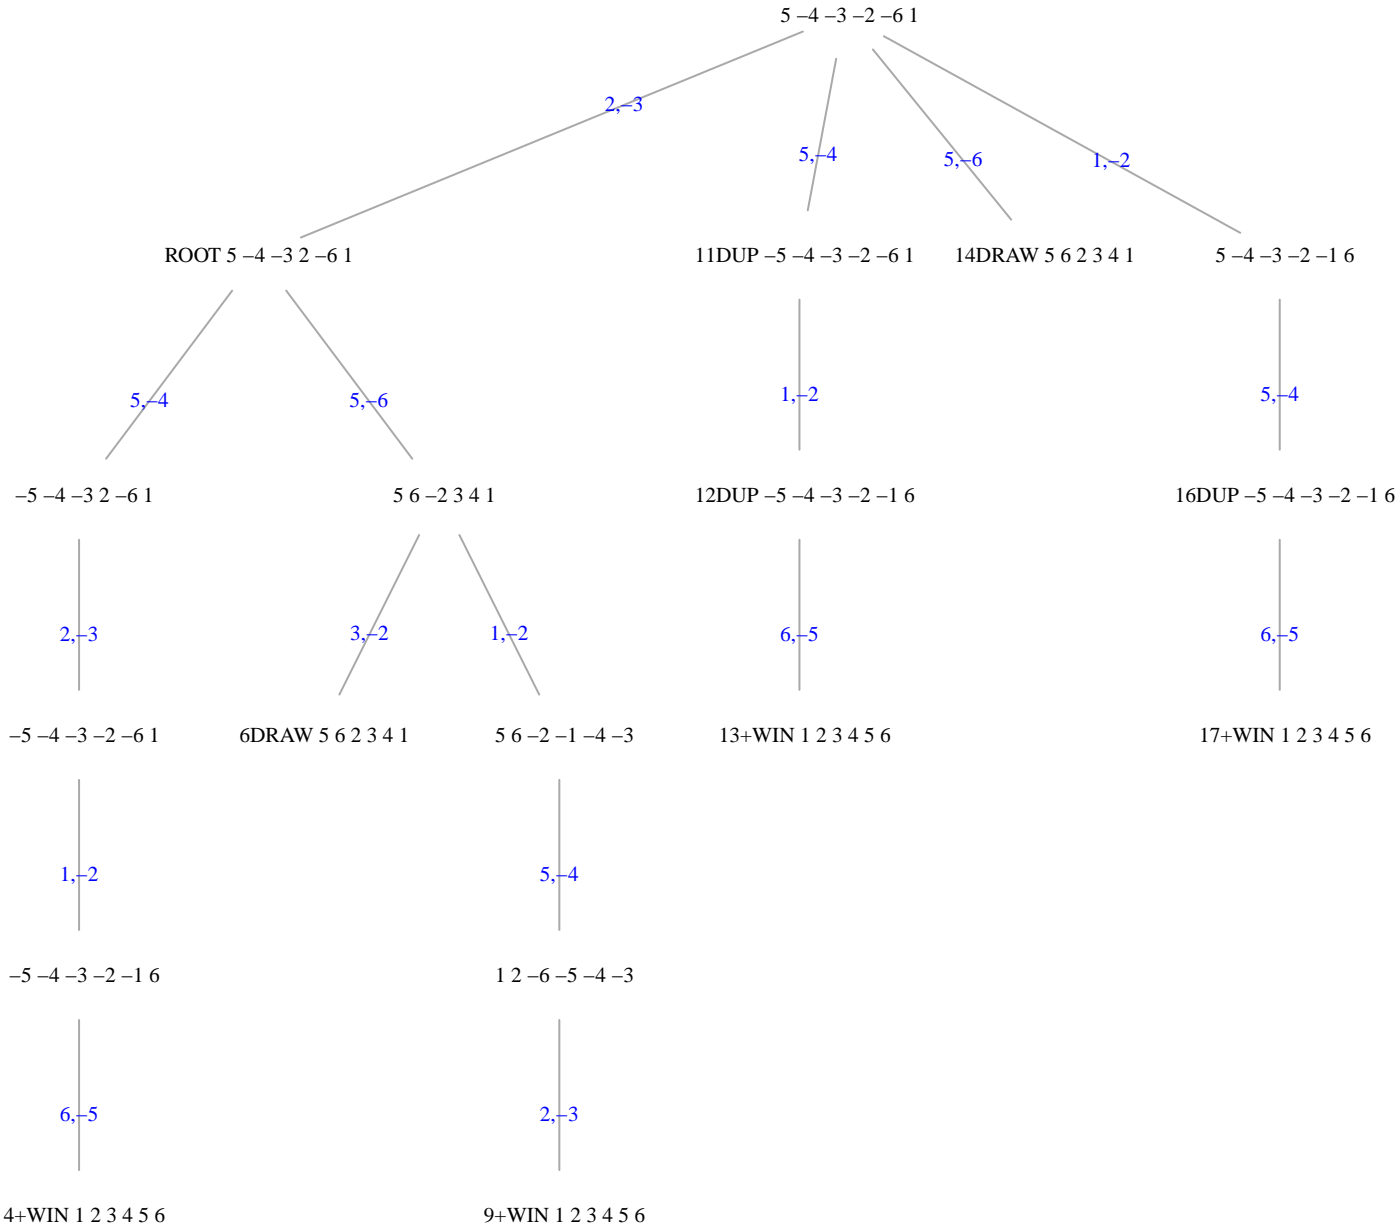 5 –4 –3 –2 –6 1
2,–3
5,–4
5,–6
1,–2
ROOT 5 –4 –3 2 –6 1
11DUP –5 –4 –3 –2 –6 1
14DRAW 5 6 2 3 4 1
5 –4 –3 –2 –1 6
5,–4
5,–6
1,–2
5,–4
–5 –4 –3 2 –6 1
5 6 –2 3 4 1
12DUP –5 –4 –3 –2 –1 6
16DUP –5 –4 –3 –2 –1 6
2,–3
3,–2
1,–2
6,–5
6,–5
–5 –4 –3 –2 –6 1
6DRAW 5 6 2 3 4 1
5 6 –2 –1 –4 –3
13+WIN 1 2 3 4 5 6
17+WIN 1 2 3 4 5 6
1,–2
5,–4
–5 –4 –3 –2 –1 6
1 2 –6 –5 –4 –3
6,–5
2,–3
4+WIN 1 2 3 4 5 6
9+WIN 1 2 3 4 5 6